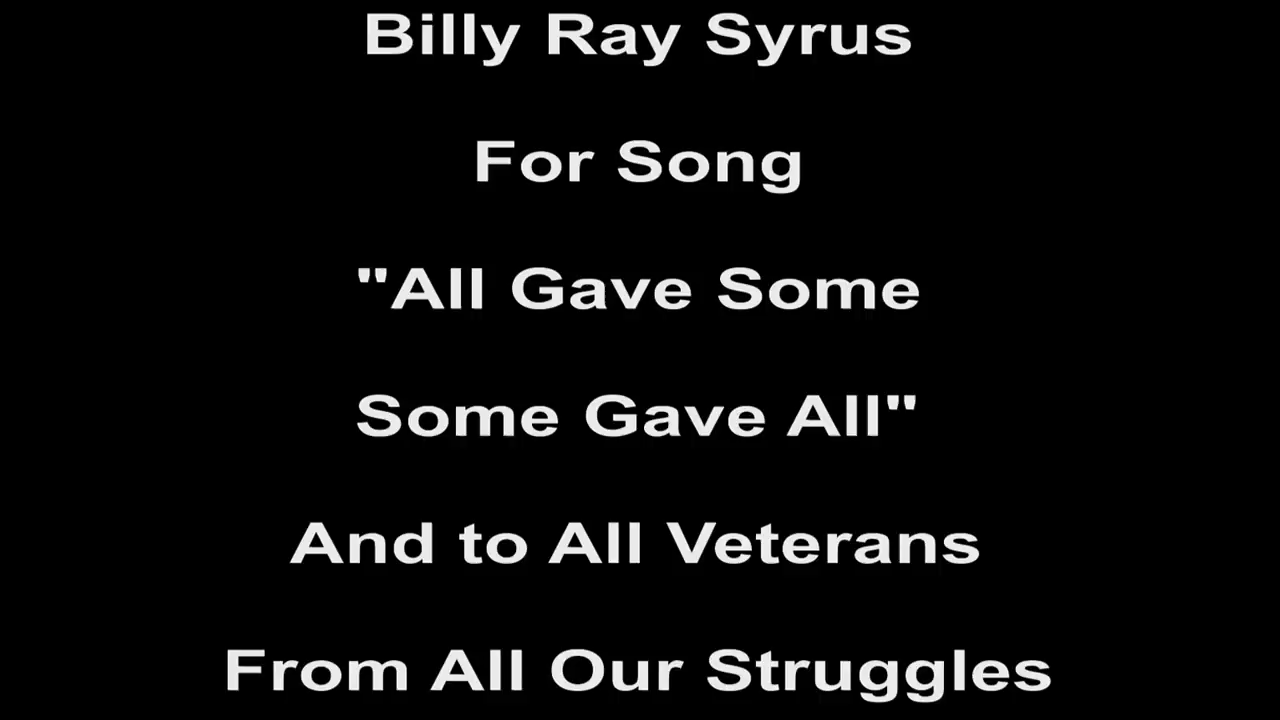 Billy Ray Syrus
For Song
"All Gave Some
Some Gave All"
And to All Veterans
From All Our Struggles